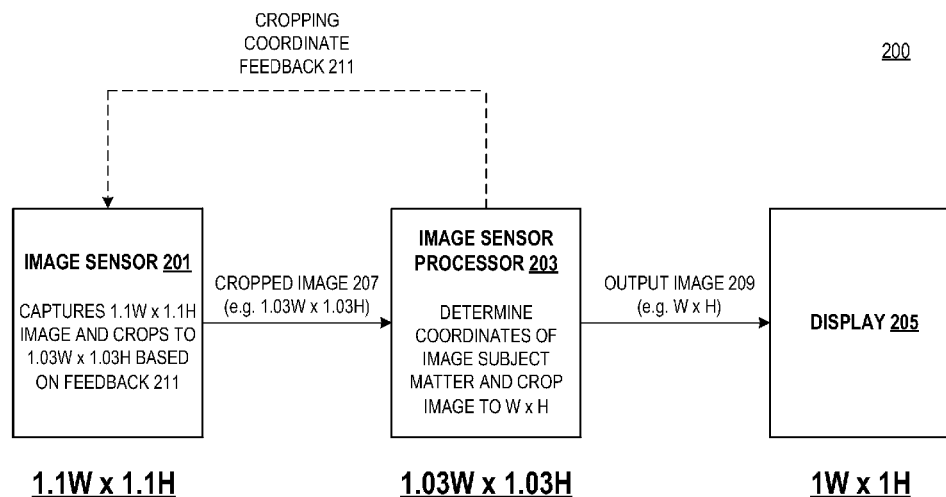 CROPPING
COORDINATE
FEEDBACK 211
200
IMAGE SENSOR 201
CAPTURES 1.1W x 1.1H
IMAGE AND CROPS TO
1.03W x 1.03H BASED
ON FEEDBACK 211
CROPPED IMAGE 207
(e.g. 1.03W x 1.03H)
IMAGE SENSOR
PROCESSOR 203
DETERMINE
COORDINATES OF
IMAGE SUBJECT
MATTER AND CROP
IMAGE TO W x H
OUTPUT IMAGE 209
(e.g. W x H)
DISPLAY 205
1.1W x 1.1H
1.03W x 1.03H
1W x 1H